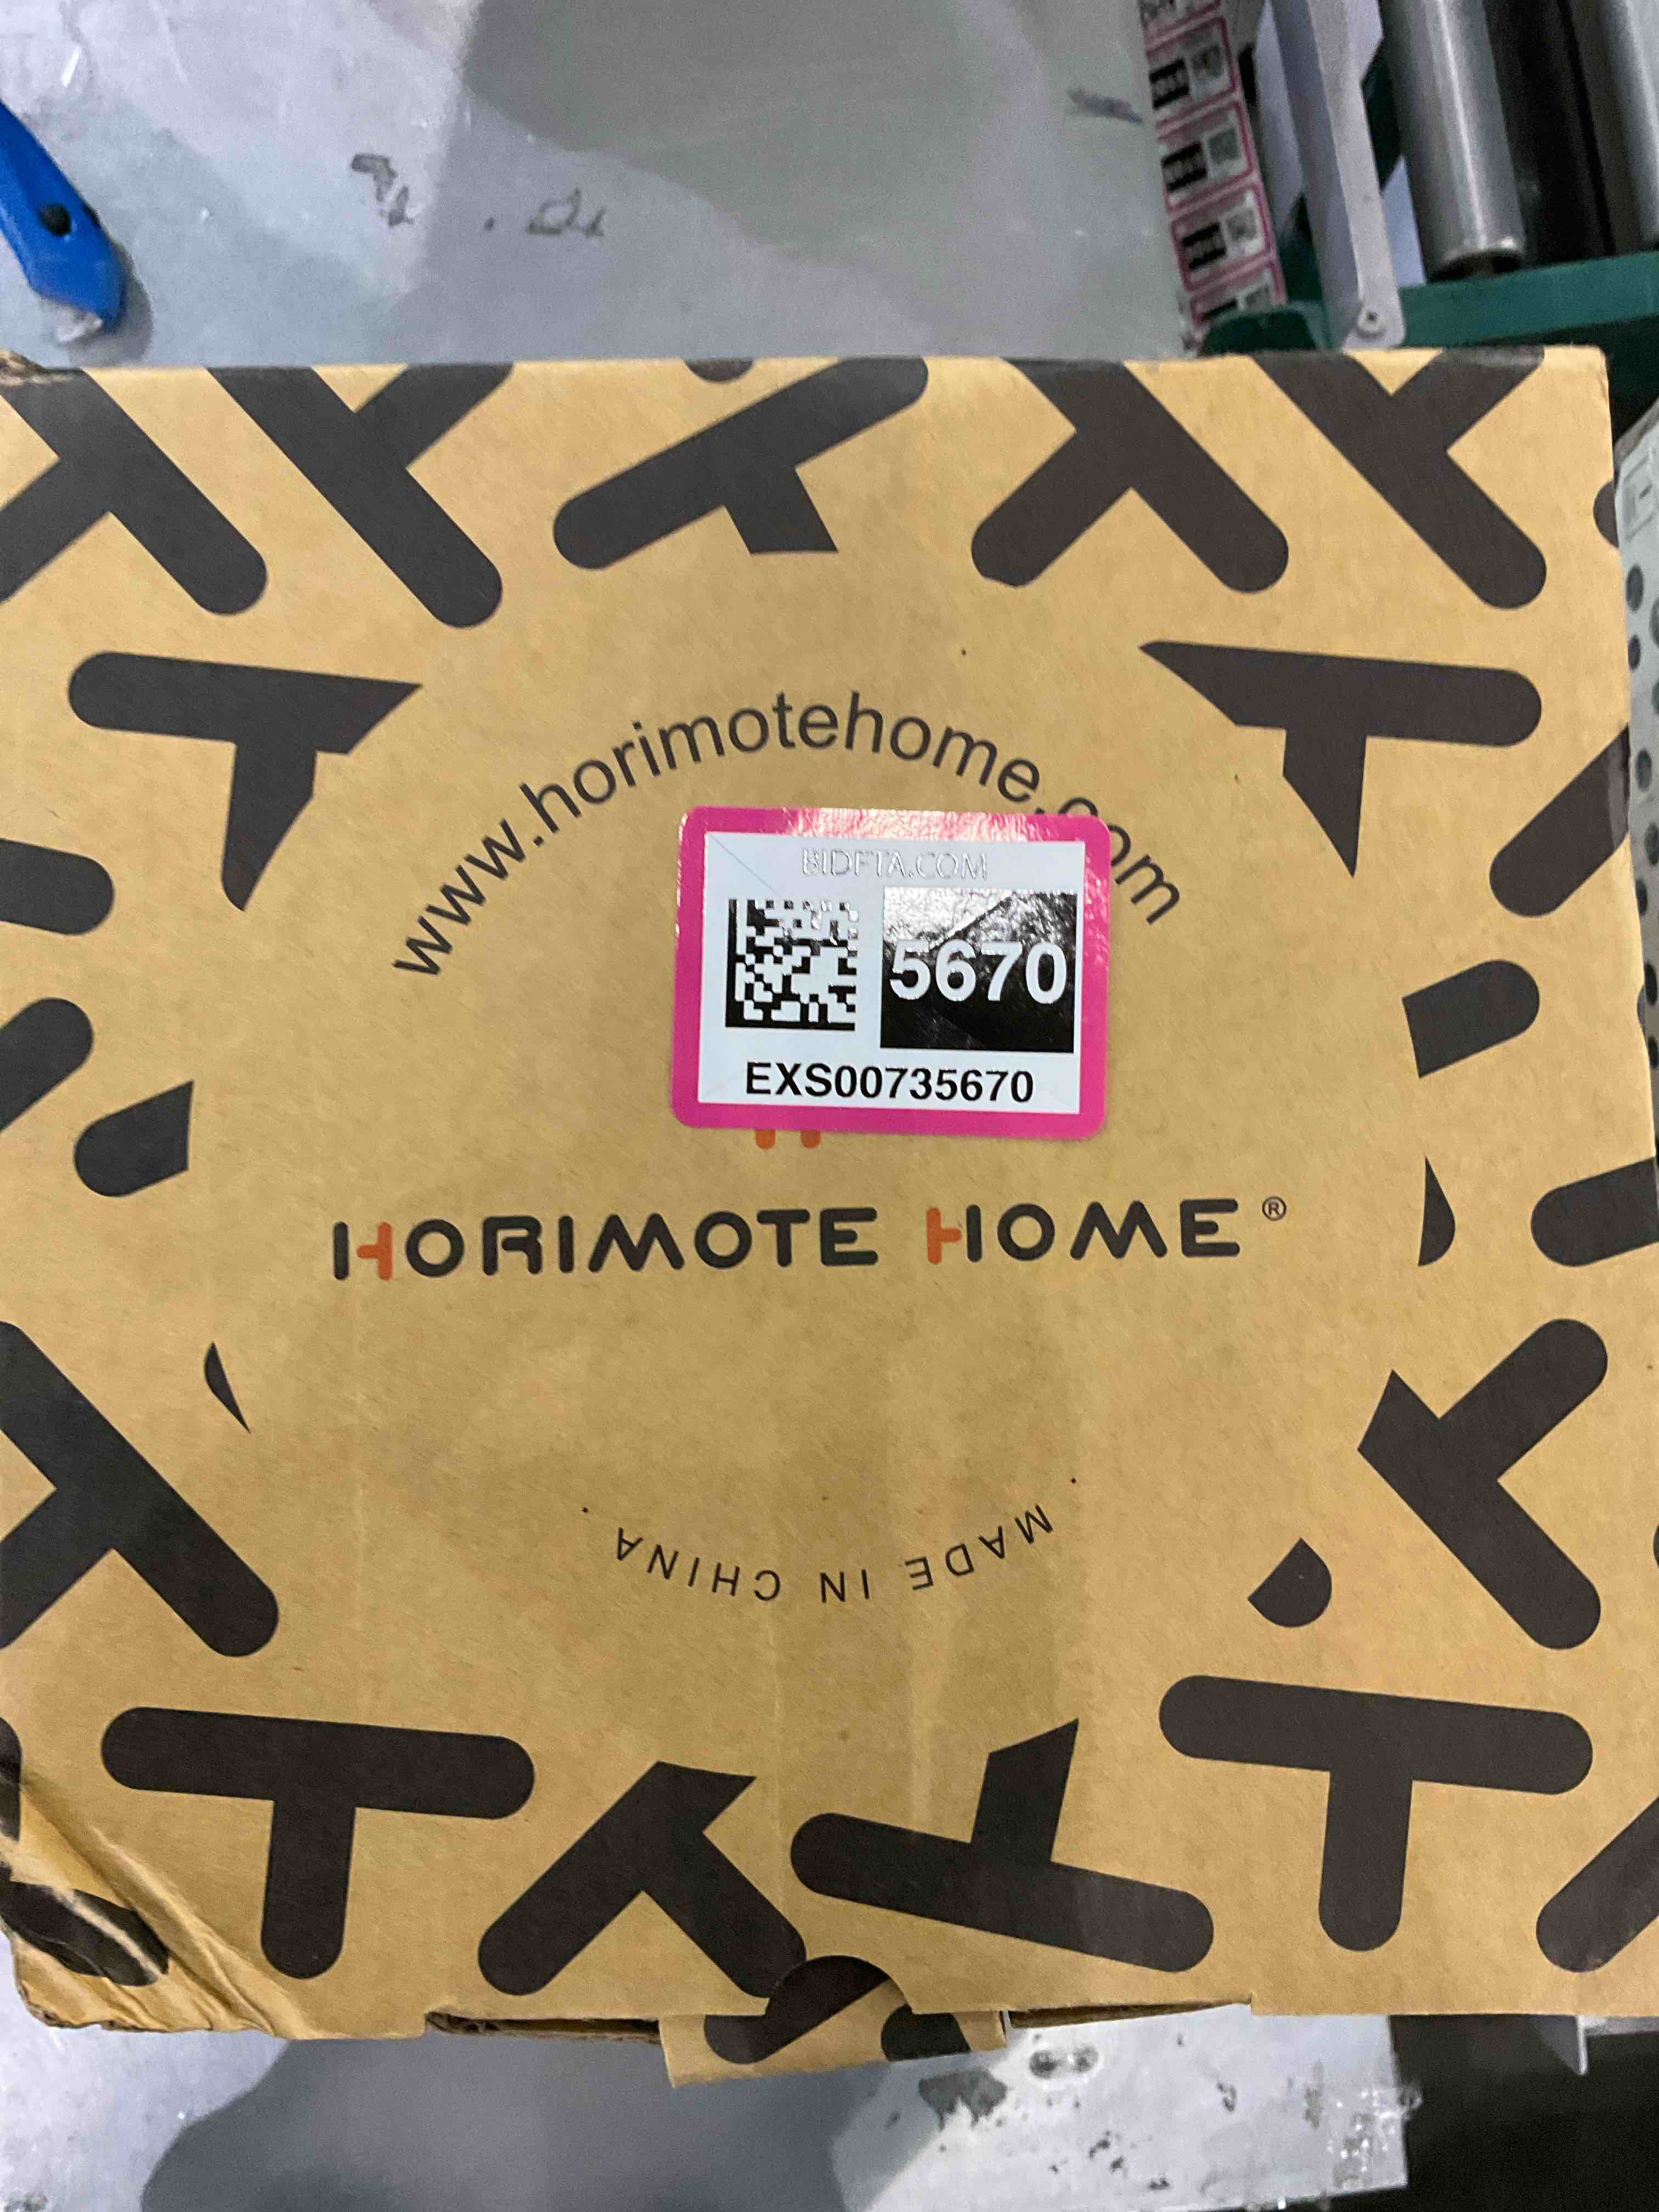 www.horimotehome.com
BIDFTA.COM
5670
EXS00735670
HORIMOTE HOME®
. MADE IN CHINA .